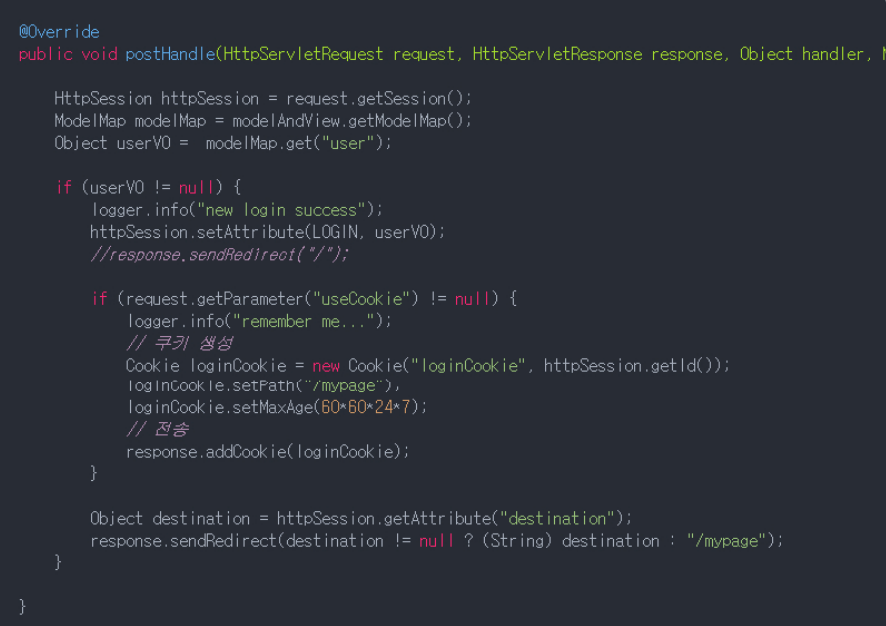 @Override
public void postHandle(HttpServletRequest request, HttpServletResponse response, Object handler,
HttpSession httpSession = request.getSession();
ModelMap modelMap = modelAndView.getModelMap();
Object userVO =  modelMap.get("user");
if (userVO != null) {
logger.info("new login success");
httpSession.setAttribute(LOGIN, userVO);
//response.sendRedirect("/");
if (request.getParameter("useCookie") != null) {
logger.info("remember me...");
// 쿠키 생성
Cookie loginCookie = new Cookie("loginCookie", httpSession.getId());
loginCookie.setPath("/mypage");
loginCookie.setMaxAge(60*60*24*7);
// 전송
response.addCookie(loginCookie);
}
Object destination = httpSession.getAttribute("destination");
response.sendRedirect(destination != null ? (String) destination : "/mypage");
}
}